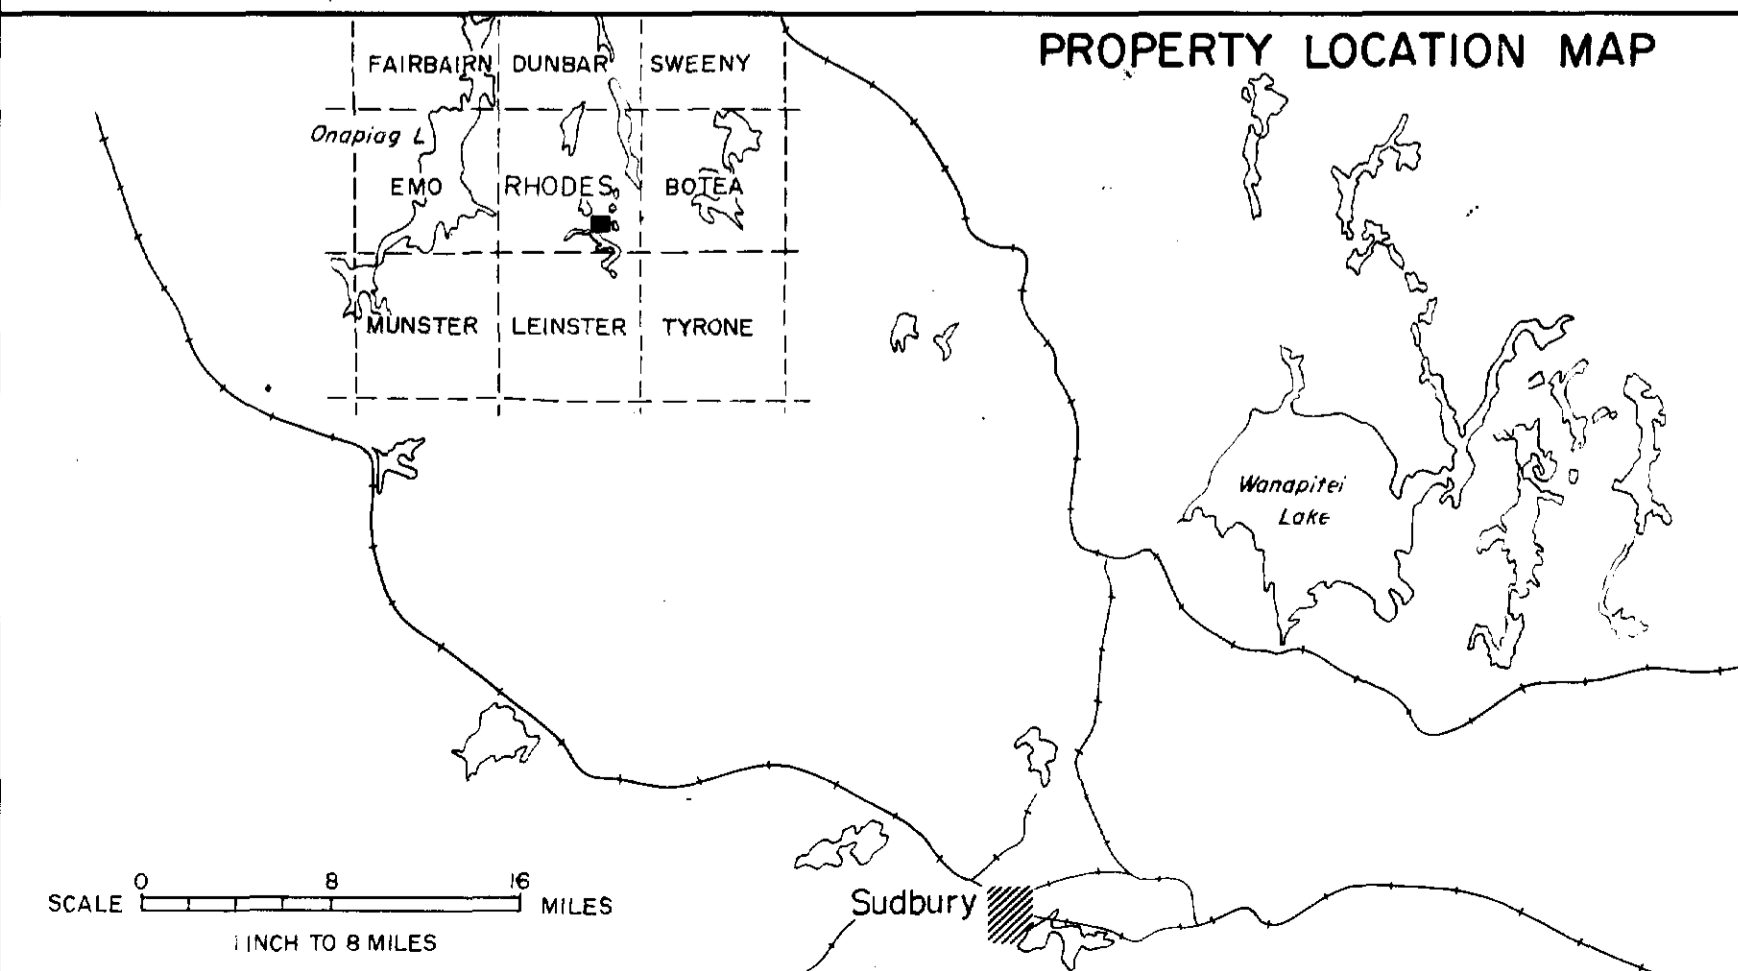 PROPERTY LOCATION MAP
FAIRBAIRN DUNBAR SWEENY
Onapiag L
EMO RHODES BOTEA
MUNSTER LEINSTER TYRONE
Wanapitei
Lake
Sudbury
0 8 16
SCALE MILES
1 INCH TO 8 MILES